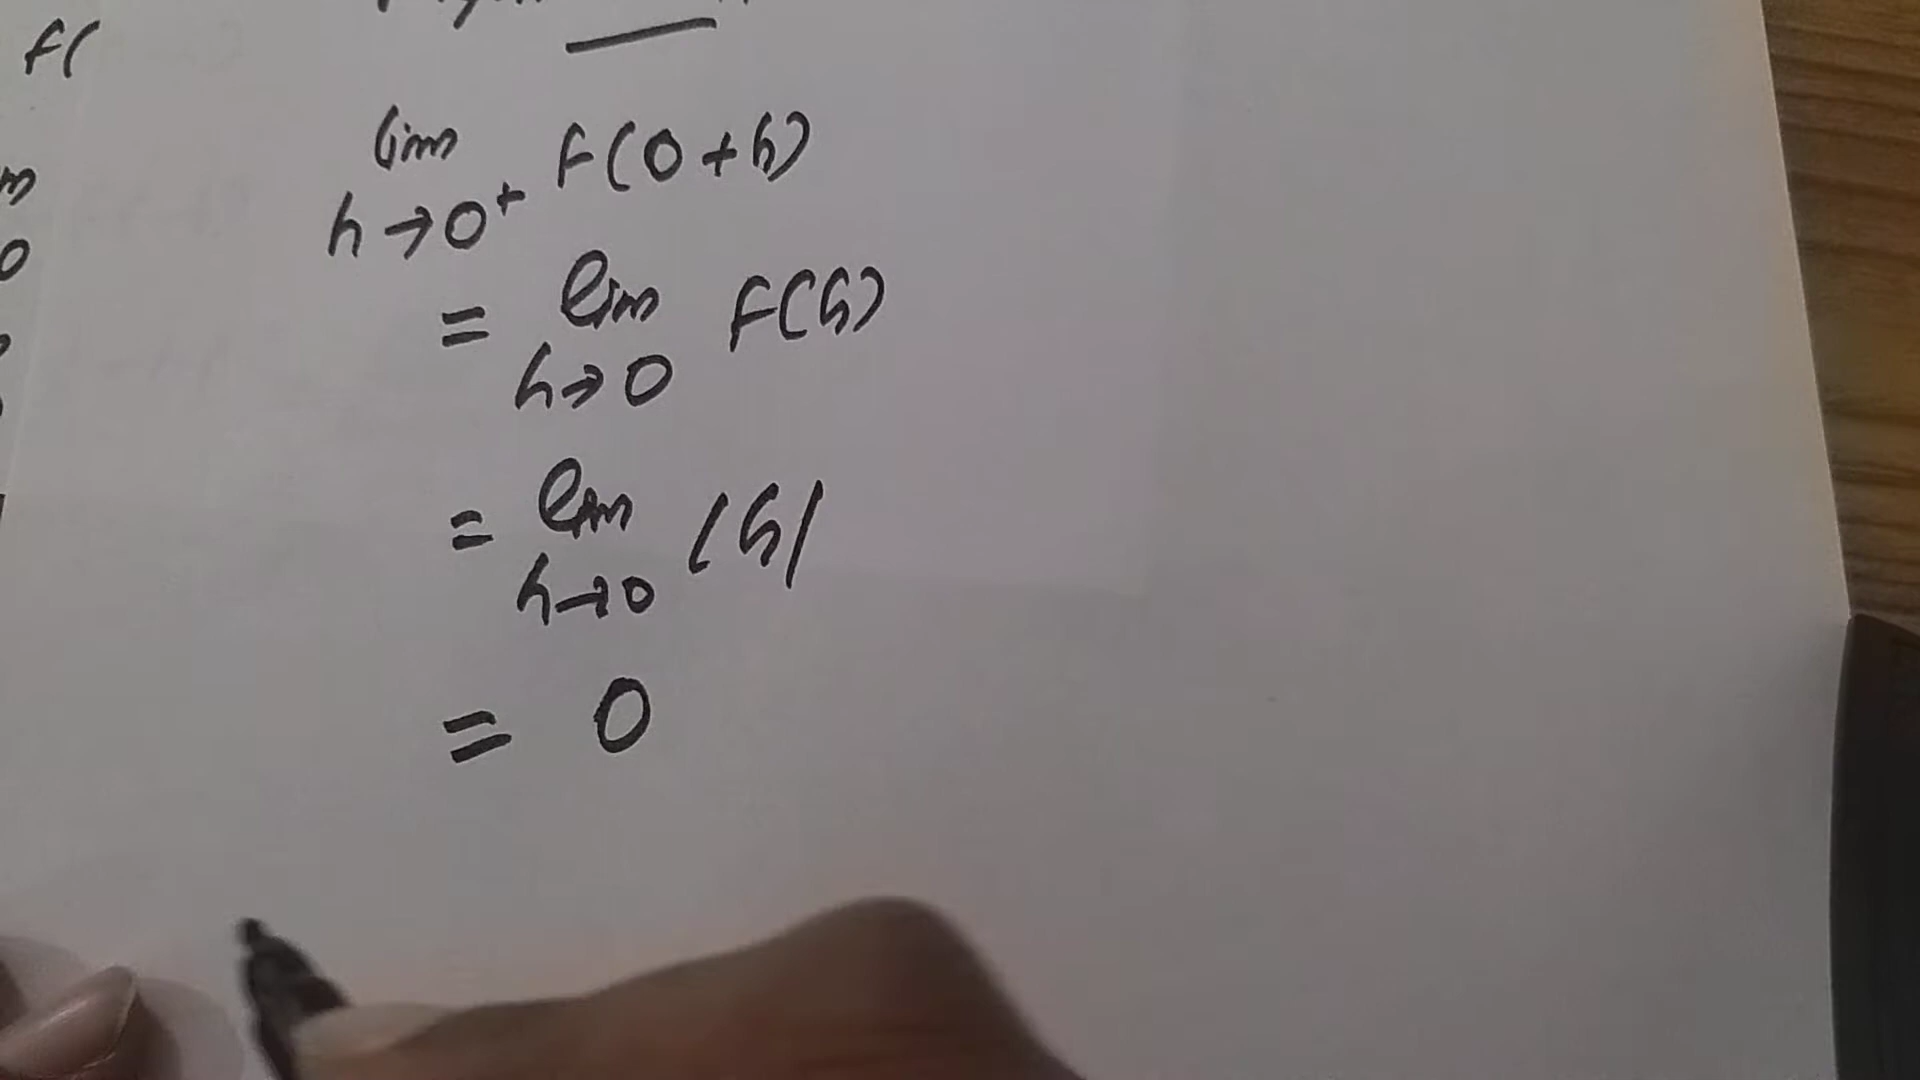 f(
lim f(0+h)
h→0⁺
= lim f(h)
h→0
= lim |h|
h→0
= 0